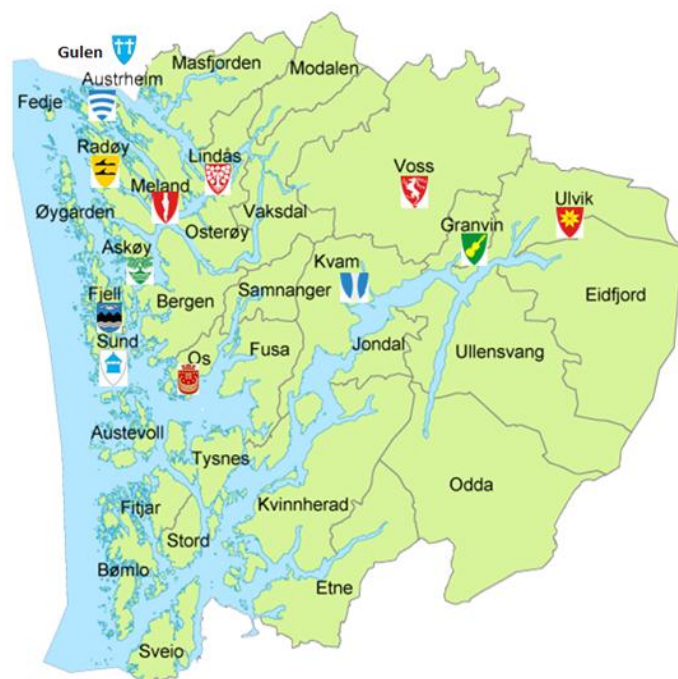 Gulen
Masfjorden
Modalen
Austrheim
Fedje
Radøy
Lindås
Meland
Voss
Ulvik
Øygarden
Osterøy
Vaksdal
Granvin
Askøy
Kvam
Bergen
Samnanger
Eidfjord
Fjell
Sund
Os
Fusa
Jondal
Ullensvang
Austevoll
Tysnes
Odda
Fitjar
Kvinnherad
Stord
Bømlo
Etne
Sveio